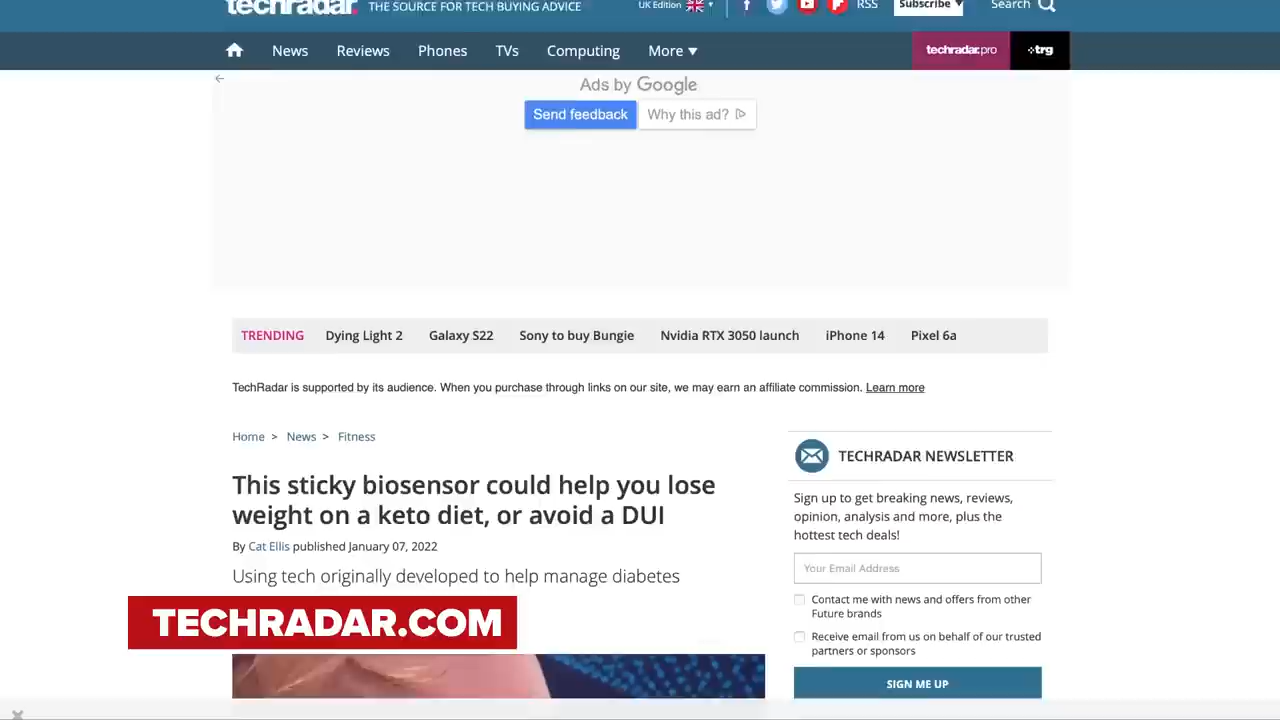 techradar.
THE SOURCE FOR TECH BUYING ADVICE
UK Edition
RSS
Subscribe
Search
News
Reviews
Phones
TVs
Computing
More
techradar.pro
trg
Ads by Google
Send feedback
Why this ad?
TRENDING
Dying Light 2
Galaxy S22
Sony to buy Bungie
Nvidia RTX 3050 launch
iPhone 14
Pixel 6a
TechRadar is supported by its audience. When you purchase through links on our site, we may earn an affiliate commission. Learn more
Home > News > Fitness
This sticky biosensor could help you lose
weight on a keto diet, or avoid a DUI
By Cat Ellis published January 07, 2022
Using tech originally developed to help manage diabetes
TECHRADAR.COM
TECHRADAR NEWSLETTER
Sign up to get breaking news, reviews,
opinion, analysis and more, plus the
hottest tech deals!
Your Email Address
Contact me with news and offers from other
Future brands
Receive email from us on behalf of our trusted
partners or sponsors
SIGN ME UP